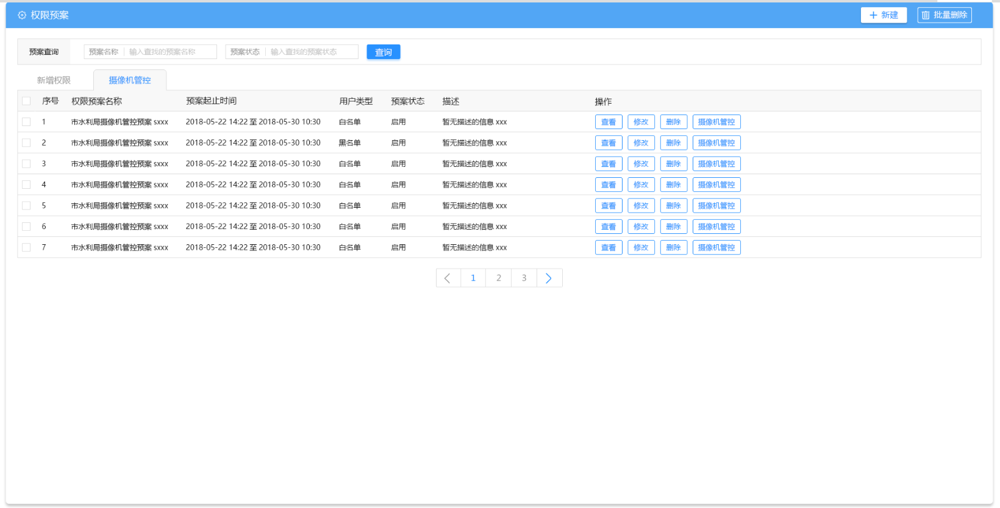 权限预案 新建 批量删除
预案查询 预案名称 输入查找的预案名称 预案状态 输入查找的预案状态 查询
新增权限 摄像机管控
序号 权限预案名称 预案起止时间 用户类型 预案状态 描述 操作
1 市水利局摄像机管控预案 sxxx 2018-05-22 14:22 至 2018-05-30 10:30 白名单 启用 暂无描述的信息 xxx 查看 修改 删除 摄像机管控
2 市水利局摄像机管控预案 sxxx 2018-05-22 14:22 至 2018-05-30 10:30 黑名单 启用 暂无描述的信息 xxx 查看 修改 删除 摄像机管控
3 市水利局摄像机管控预案 sxxx 2018-05-22 14:22 至 2018-05-30 10:30 白名单 启用 暂无描述的信息 xxx 查看 修改 删除 摄像机管控
4 市水利局摄像机管控预案 sxxx 2018-05-22 14:22 至 2018-05-30 10:30 白名单 启用 暂无描述的信息 xxx 查看 修改 删除 摄像机管控
5 市水利局摄像机管控预案 sxxx 2018-05-22 14:22 至 2018-05-30 10:30 白名单 启用 暂无描述的信息 xxx 查看 修改 删除 摄像机管控
6 市水利局摄像机管控预案 sxxx 2018-05-22 14:22 至 2018-05-30 10:30 白名单 启用 暂无描述的信息 xxx 查看 修改 删除 摄像机管控
7 市水利局摄像机管控预案 sxxx 2018-05-22 14:22 至 2018-05-30 10:30 白名单 启用 暂无描述的信息 xxx 查看 修改 删除 摄像机管控
1 2 3